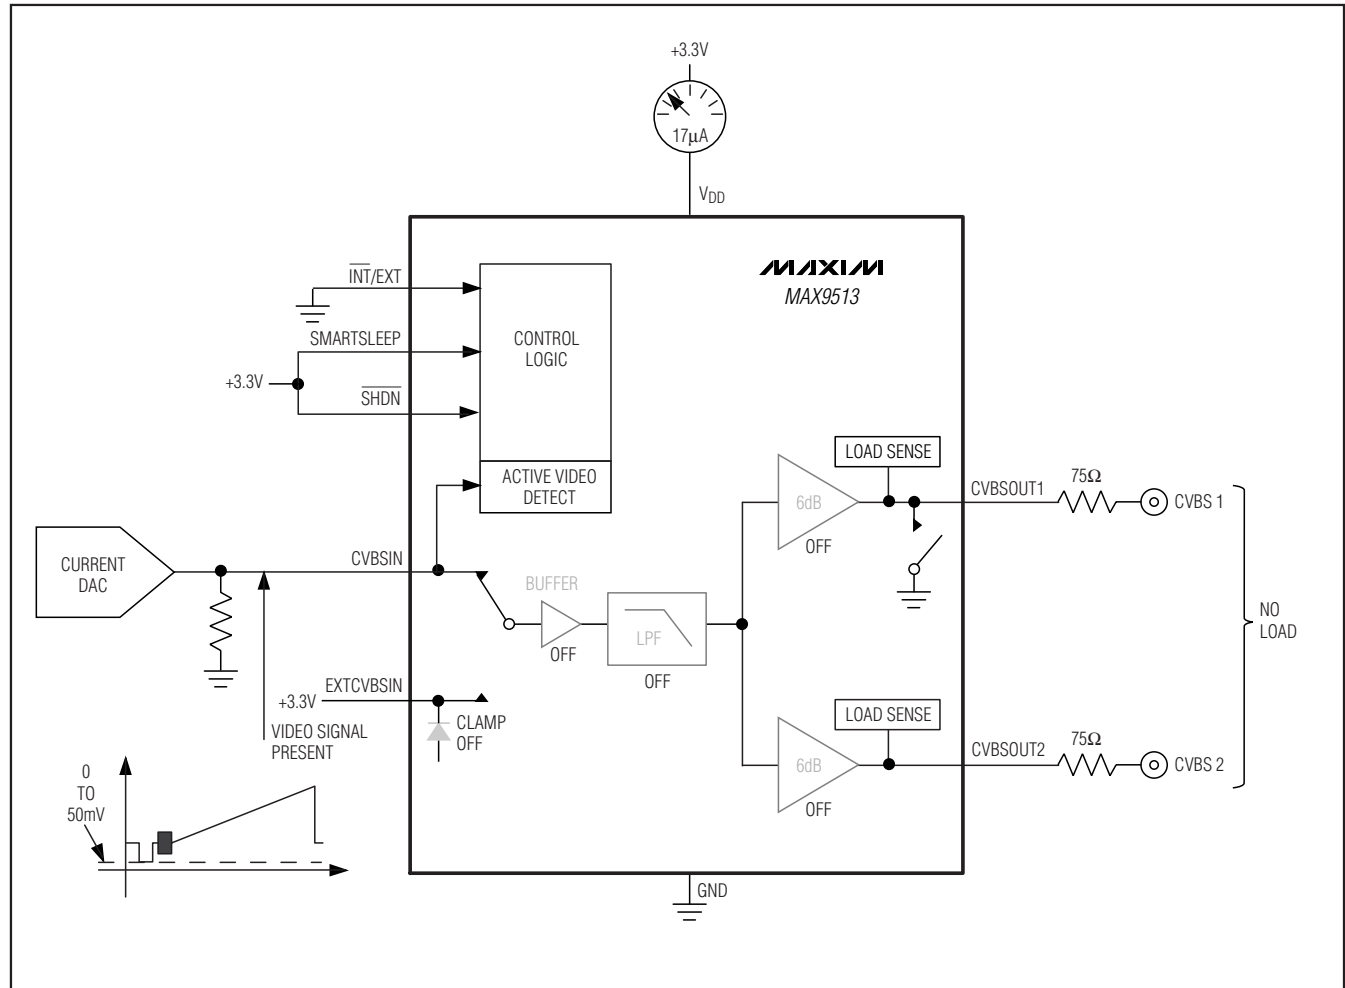 +3.3V
17µA
VDD
INT/EXT
SMARTSLEEP
+3.3V
SHDN
CONTROL
LOGIC
ACTIVE VIDEO
DETECT
MAXIM
MAX9513
LOAD SENSE
6dB
OFF
CVBSOUT1
75Ω
CVBS 1
CURRENT
DAC
CVBSIN
BUFFER
OFF
LPF
OFF
NO
LOAD
+3.3V
EXTCVBSIN
CLAMP
OFF
VIDEO SIGNAL
PRESENT
LOAD SENSE
6dB
OFF
CVBSOUT2
75Ω
CVBS 2
0
TO
50mV
GND